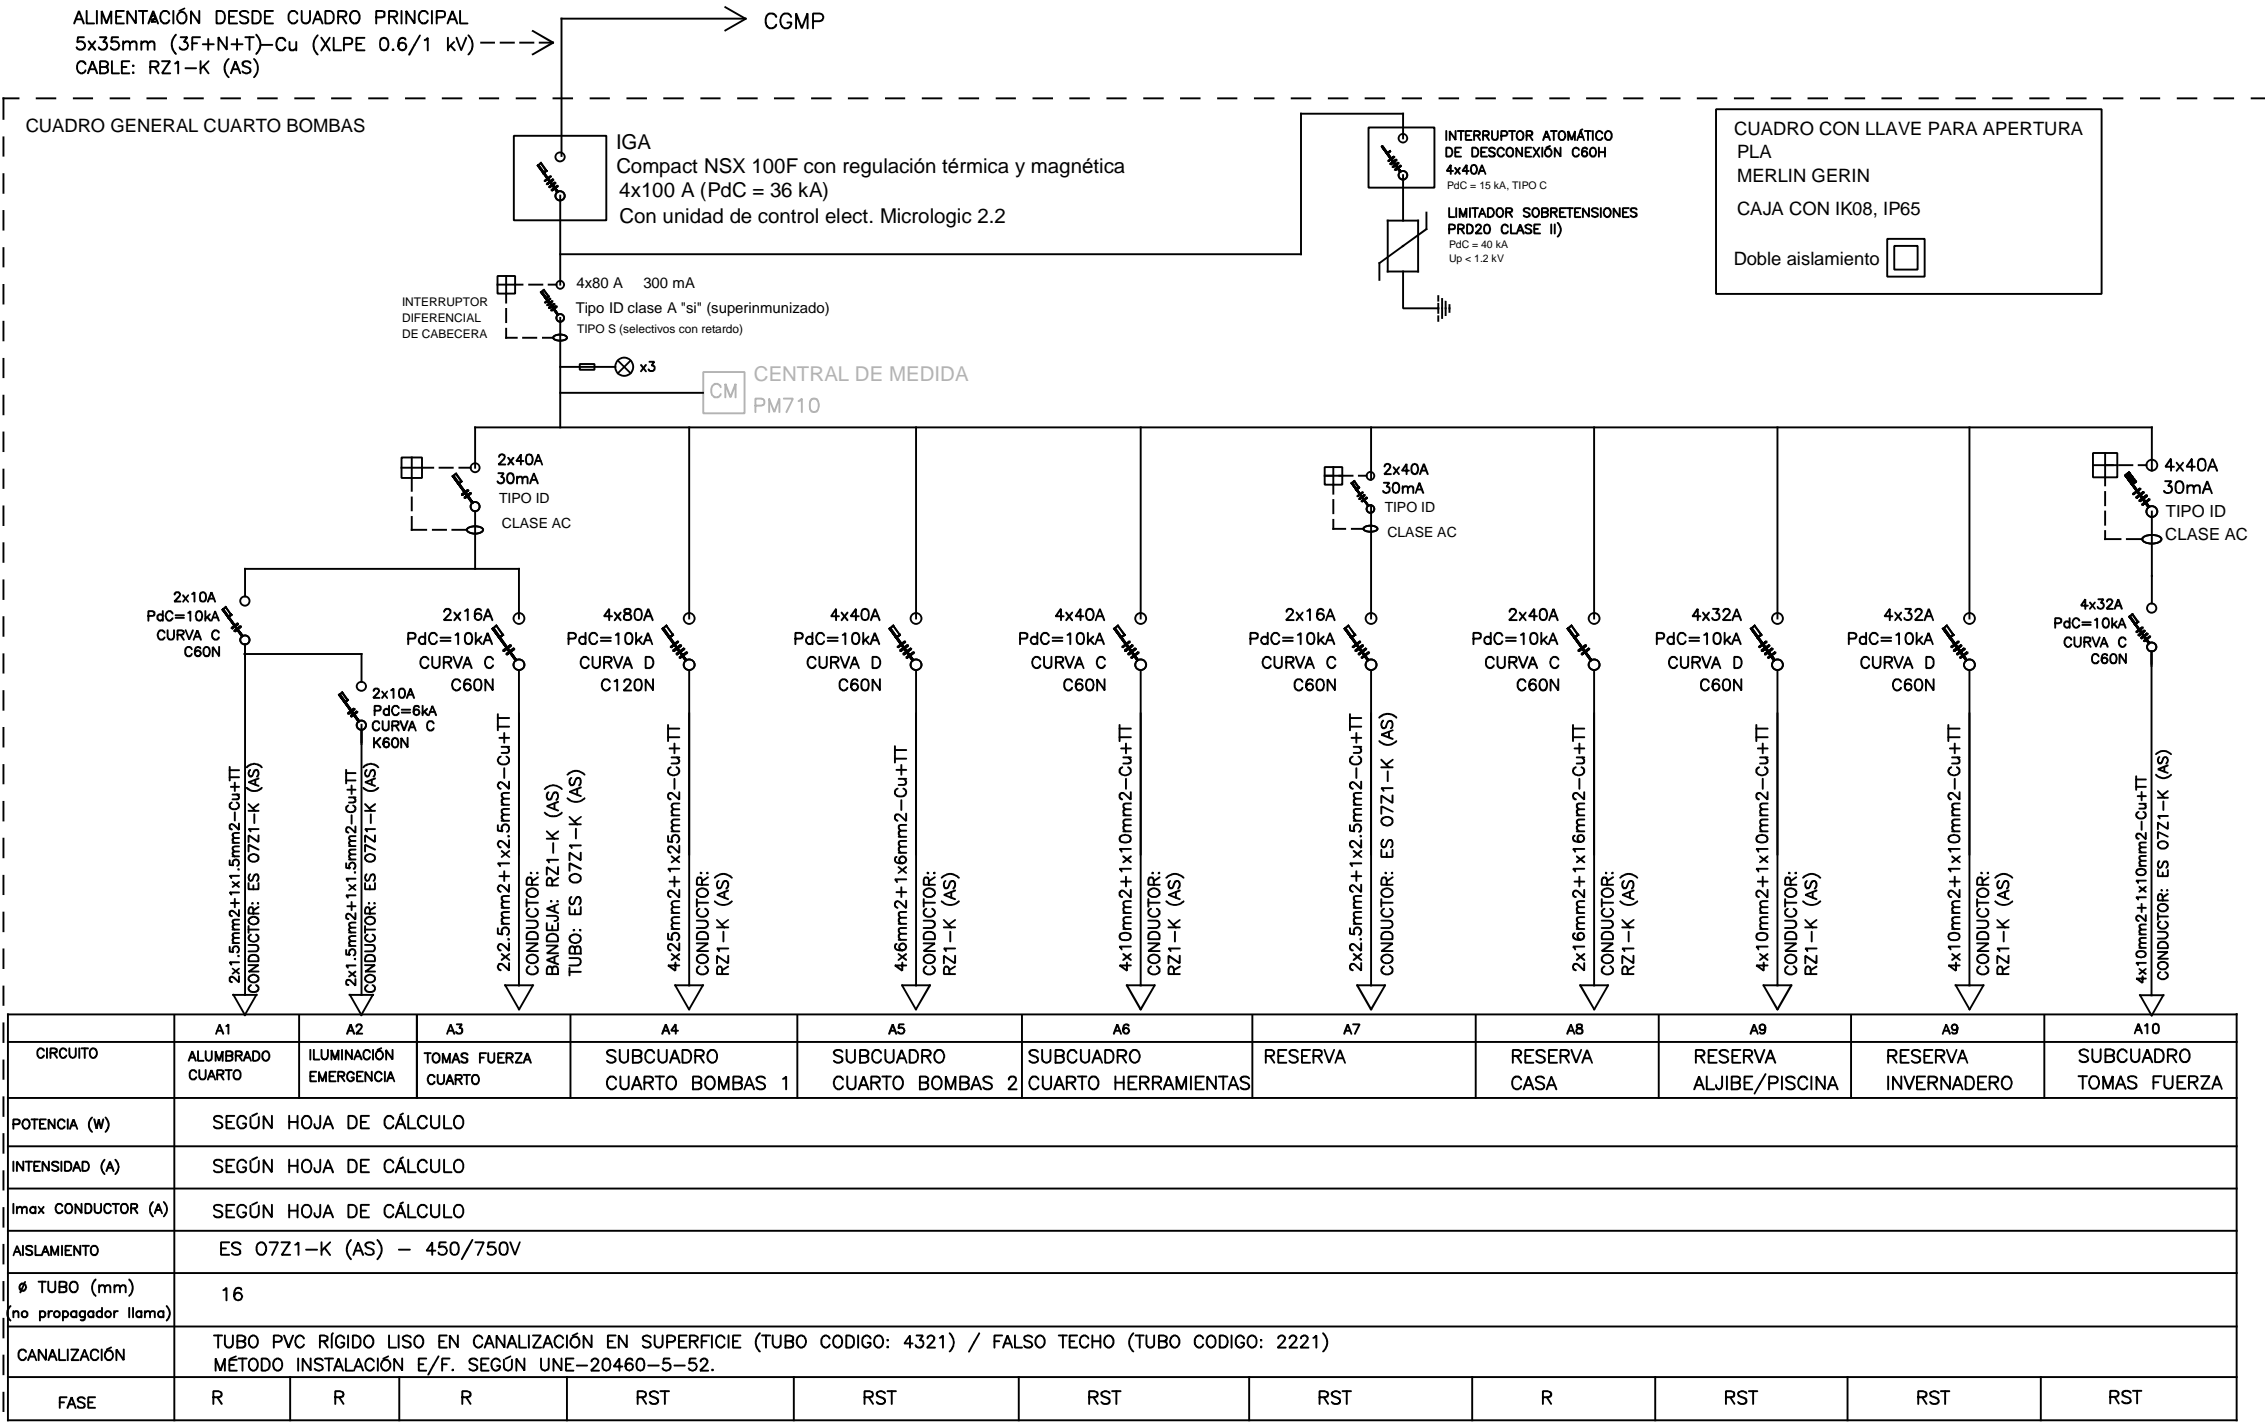 ALIMENTACIÓN DESDE CUADRO PRINCIPAL
5x35mm (3F+N+T)-Cu (XLPE 0.6/1 kV)
CABLE: RZ1-K (AS)
CGMP
CUADRO GENERAL CUARTO BOMBAS
IGA
Compact NSX 100F con regulación térmica y magnética
4x100 A (PdC = 36 kA)
Con unidad de control elect. Micrologic 2.2
INTERRUPTOR ATOMÁTICO
DE DESCONEXIÓN C60H
4x40A
PdC = 15 kA, TIPO C
LIMITADOR SOBRETENSIONES
PRD20 CLASE II)
PdC = 40 kA
Up < 1.2 kV
CUADRO CON LLAVE PARA APERTURA
PLA
MERLIN GERIN
CAJA CON IK08, IP65
Doble aislamiento
INTERRUPTOR
DIFERENCIAL
DE CABECERA
4x80 A 300 mA
Tipo ID clase A "si" (superinmunizado)
TIPO S (selectivos con retardo)
x3
CM
CENTRAL DE MEDIDA
PM710
2x40A
30mA
TIPO ID
CLASE AC
2x40A
30mA
TIPO ID
CLASE AC
4x40A
30mA
TIPO ID
CLASE AC
2x10A
PdC=10kA
CURVA C
C60N
2x10A
PdC=6kA
CURVA C
K60N
2x16A
PdC=10kA
CURVA C
C60N
4x80A
PdC=10kA
CURVA D
C120N
4x40A
PdC=10kA
CURVA D
C60N
4x40A
PdC=10kA
CURVA C
C60N
2x16A
PdC=10kA
CURVA C
C60N
2x40A
PdC=10kA
CURVA C
C60N
4x32A
PdC=10kA
CURVA D
C60N
4x32A
PdC=10kA
CURVA D
C60N
4x32A
PdC=10kA
CURVA C
C60N
2x1.5mm2+1x1.5mm2-Cu+TT
CONDUCTOR: ES 07Z1-K (AS)
2x1.5mm2+1x1.5mm2-Cu+TT
CONDUCTOR: ES 07Z1-K (AS)
2x2.5mm2+1x2.5mm2-Cu+TT
CONDUCTOR:
BANDEJA: RZ1-K (AS)
TUBO: ES 07Z1-K (AS)
4x25mm2+1x25mm2-Cu+TT
CONDUCTOR:
RZ1-K (AS)
4x6mm2+1x6mm2-Cu+TT
CONDUCTOR:
RZ1-K (AS)
4x10mm2+1x10mm2-Cu+TT
CONDUCTOR:
RZ1-K (AS)
2x2.5mm2+1x2.5mm2-Cu+TT
CONDUCTOR: ES 07Z1-K (AS)
2x16mm2+1x16mm2-Cu+TT
CONDUCTOR:
RZ1-K (AS)
4x10mm2+1x10mm2-Cu+TT
CONDUCTOR:
RZ1-K (AS)
4x10mm2+1x10mm2-Cu+TT
CONDUCTOR:
RZ1-K (AS)
4x10mm2+1x10mm2-Cu+TT
CONDUCTOR: ES 07Z1-K (AS)
A1 A2 A3 A4 A5 A6 A7 A8 A9 A9 A10
CIRCUITO
ALUMBRADO
CUARTO
ILUMINACIÓN
EMERGENCIA
TOMAS FUERZA
CUARTO
SUBCUADRO
CUARTO BOMBAS 1
SUBCUADRO
CUARTO BOMBAS 2
SUBCUADRO
CUARTO HERRAMIENTAS
RESERVA
RESERVA
CASA
RESERVA
ALJIBE/PISCINA
RESERVA
INVERNADERO
SUBCUADRO
TOMAS FUERZA
POTENCIA (W) SEGÚN HOJA DE CÁLCULO
INTENSIDAD (A) SEGÚN HOJA DE CÁLCULO
Imax CONDUCTOR (A) SEGÚN HOJA DE CÁLCULO
AISLAMIENTO ES 07Z1-K (AS) - 450/750V
ø TUBO (mm)
(no propagador llama)
16
CANALIZACIÓN
TUBO PVC RÍGIDO LISO EN CANALIZACIÓN EN SUPERFICIE (TUBO CODIGO: 4321) / FALSO TECHO (TUBO CODIGO: 2221)
MÉTODO INSTALACIÓN E/F. SEGÚN UNE-20460-5-52.
FASE R R R RST RST RST RST R RST RST RST